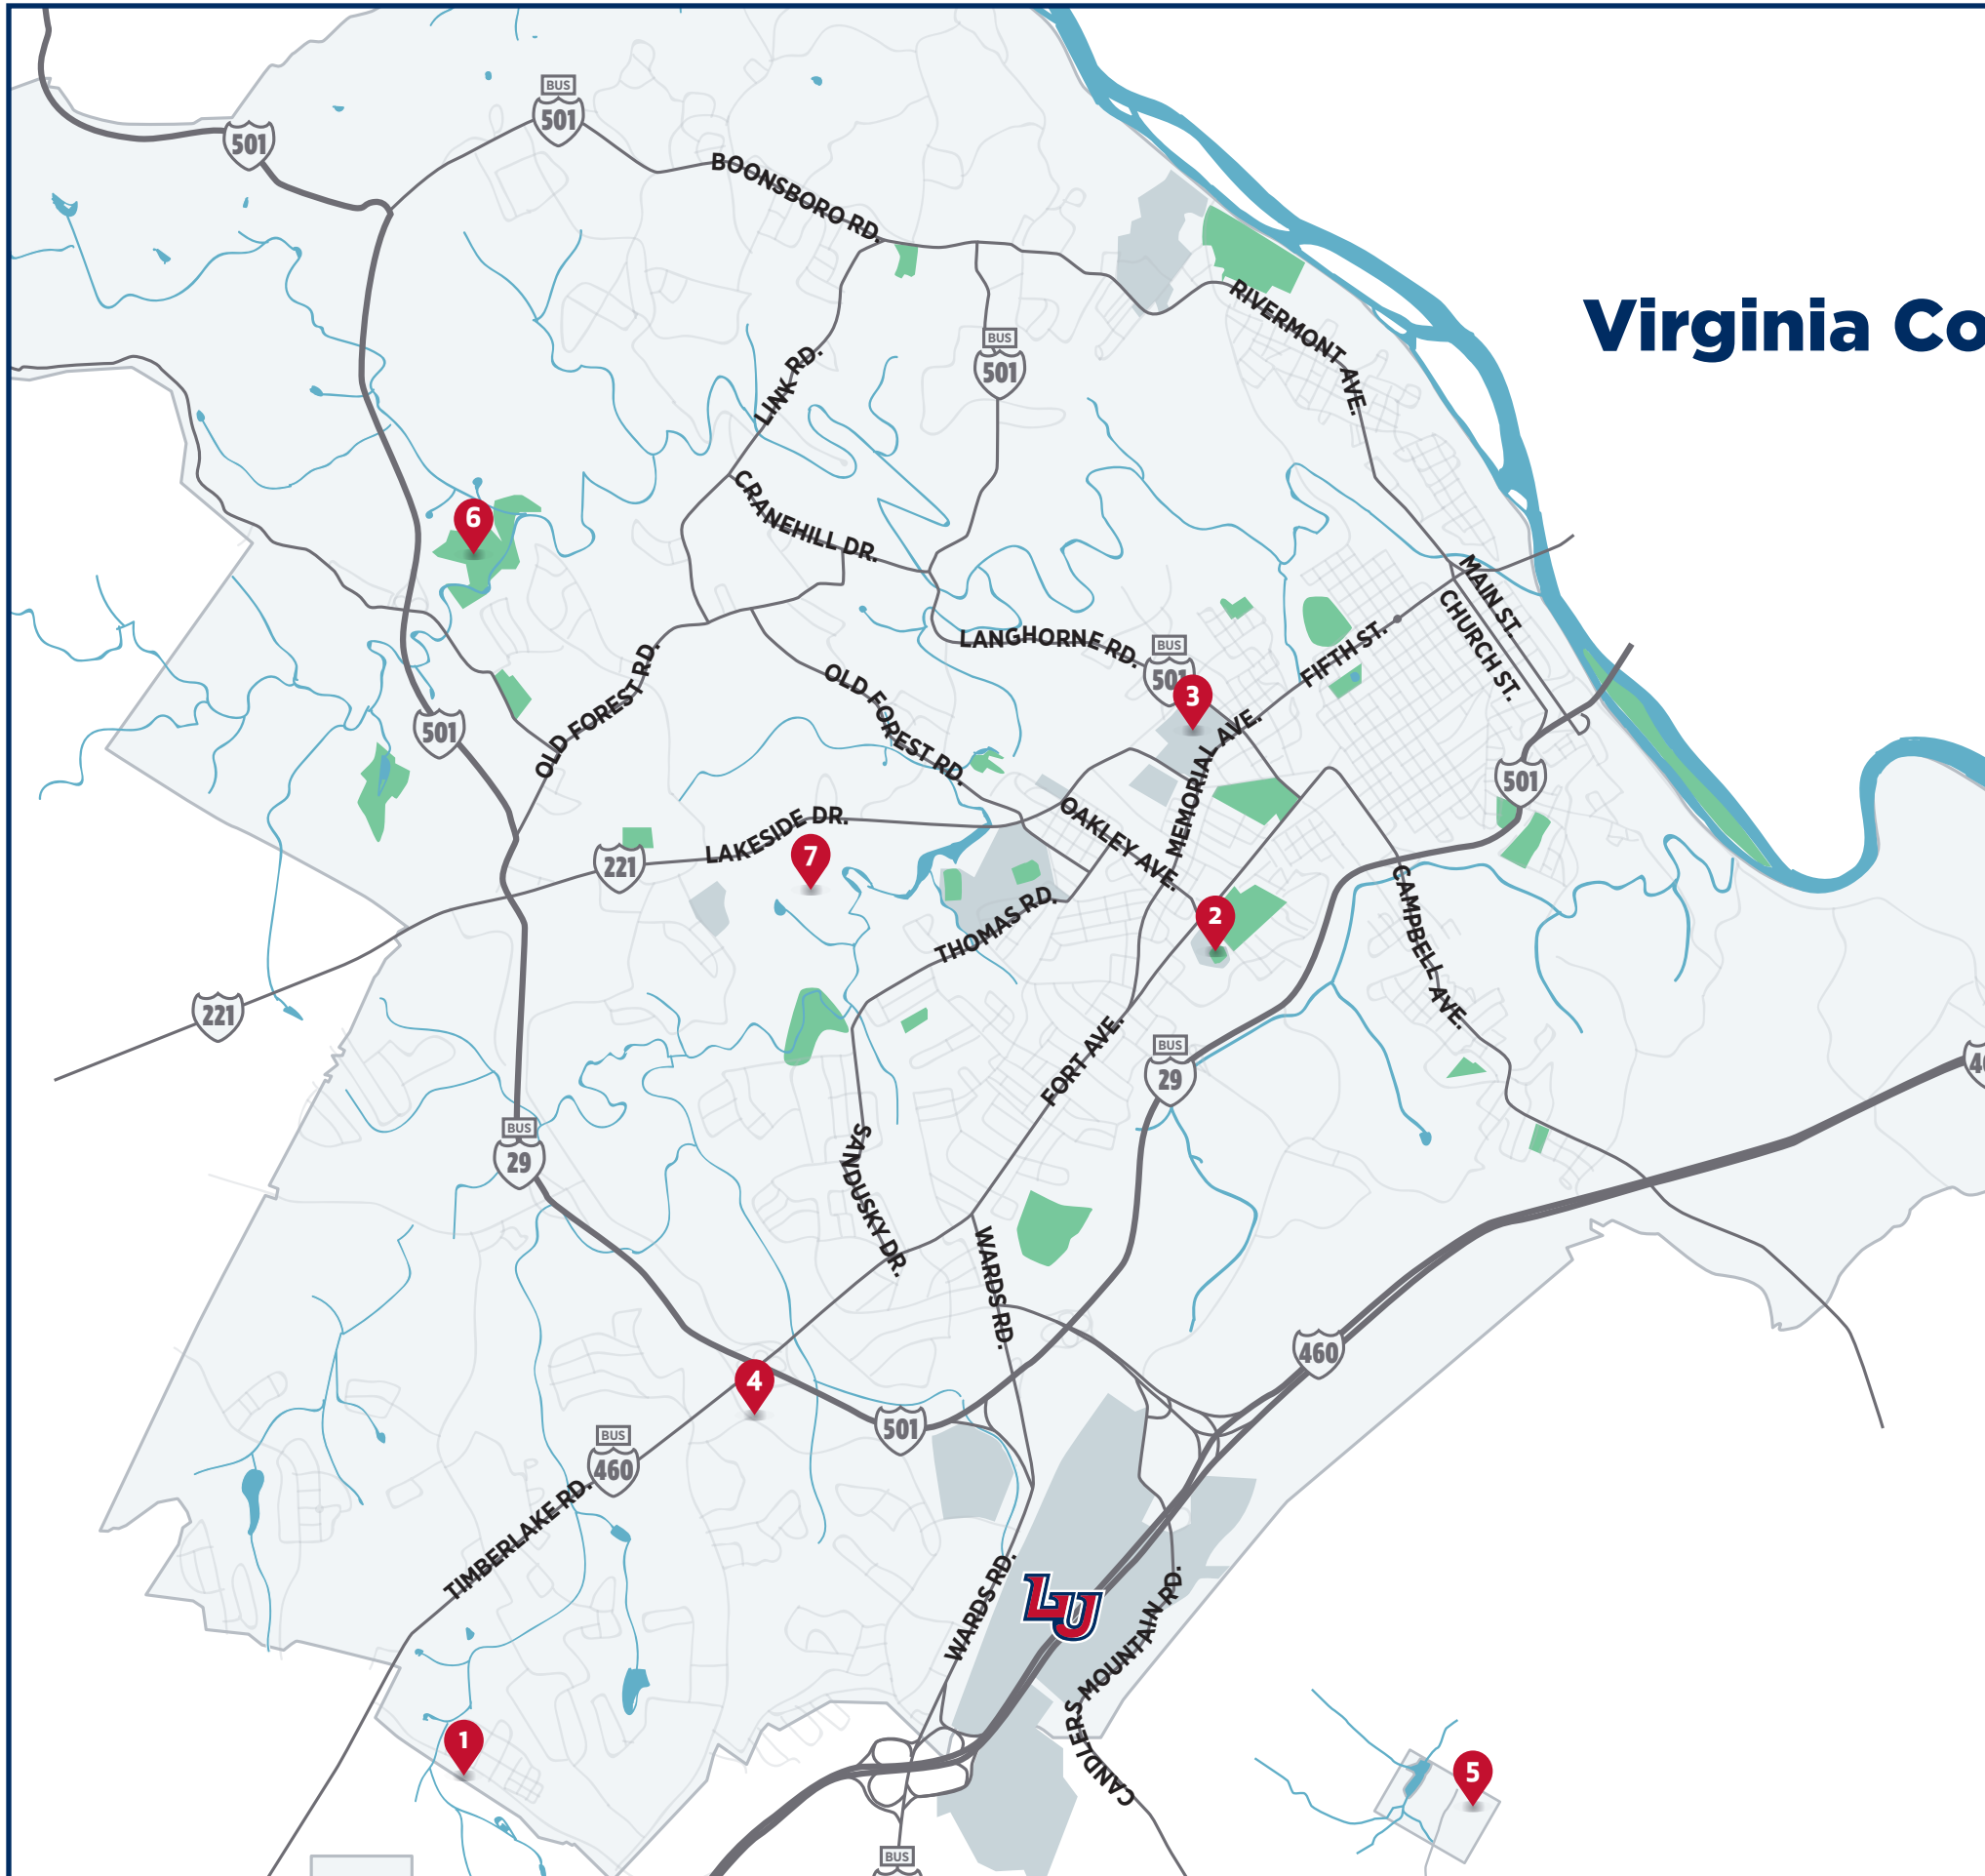 BUS
501
501
BOONSBORO RD.
RIVERMONT AVE.
Virginia Co
LINK RD.
BUS
501
CRANEHILL DR.
6
MAIN ST.
CHURCH ST.
LANGHORNE RD.
BUS
501
FIFTH ST.
3
OLD FOREST RD.
OLD FOREST RD.
501
MEMORIAL AVE.
501
OAKLEY AVE.
LAKESIDE DR.
7
221
THOMAS RD.
2
CAMPBELL AVE.
221
FORT AVE.
BUS
29
BUS
29
SANDUSKY DR.
WARDS RD.
460
4
501
BUS
460
TIMBERLAKE RD.
WARDS RD.
LU
CANDLERS MOUNTAIN RD.
1
5
BUS